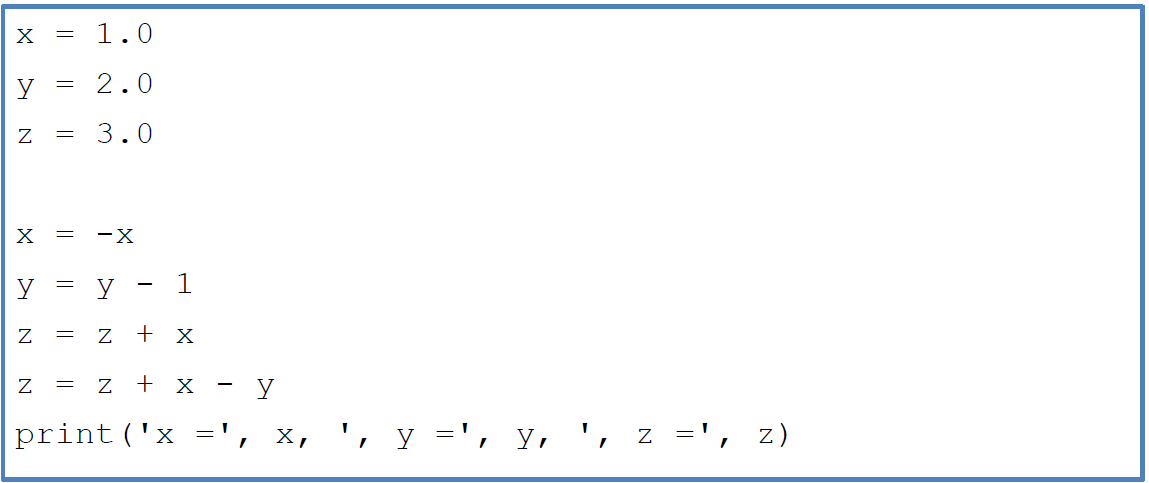 x = 1.0
y = 2.0
z = 3.0
x = -x
y = y - 1
z = z + x
z = z + x - y
print('x =', x, ', y =', y, ', z =', z)